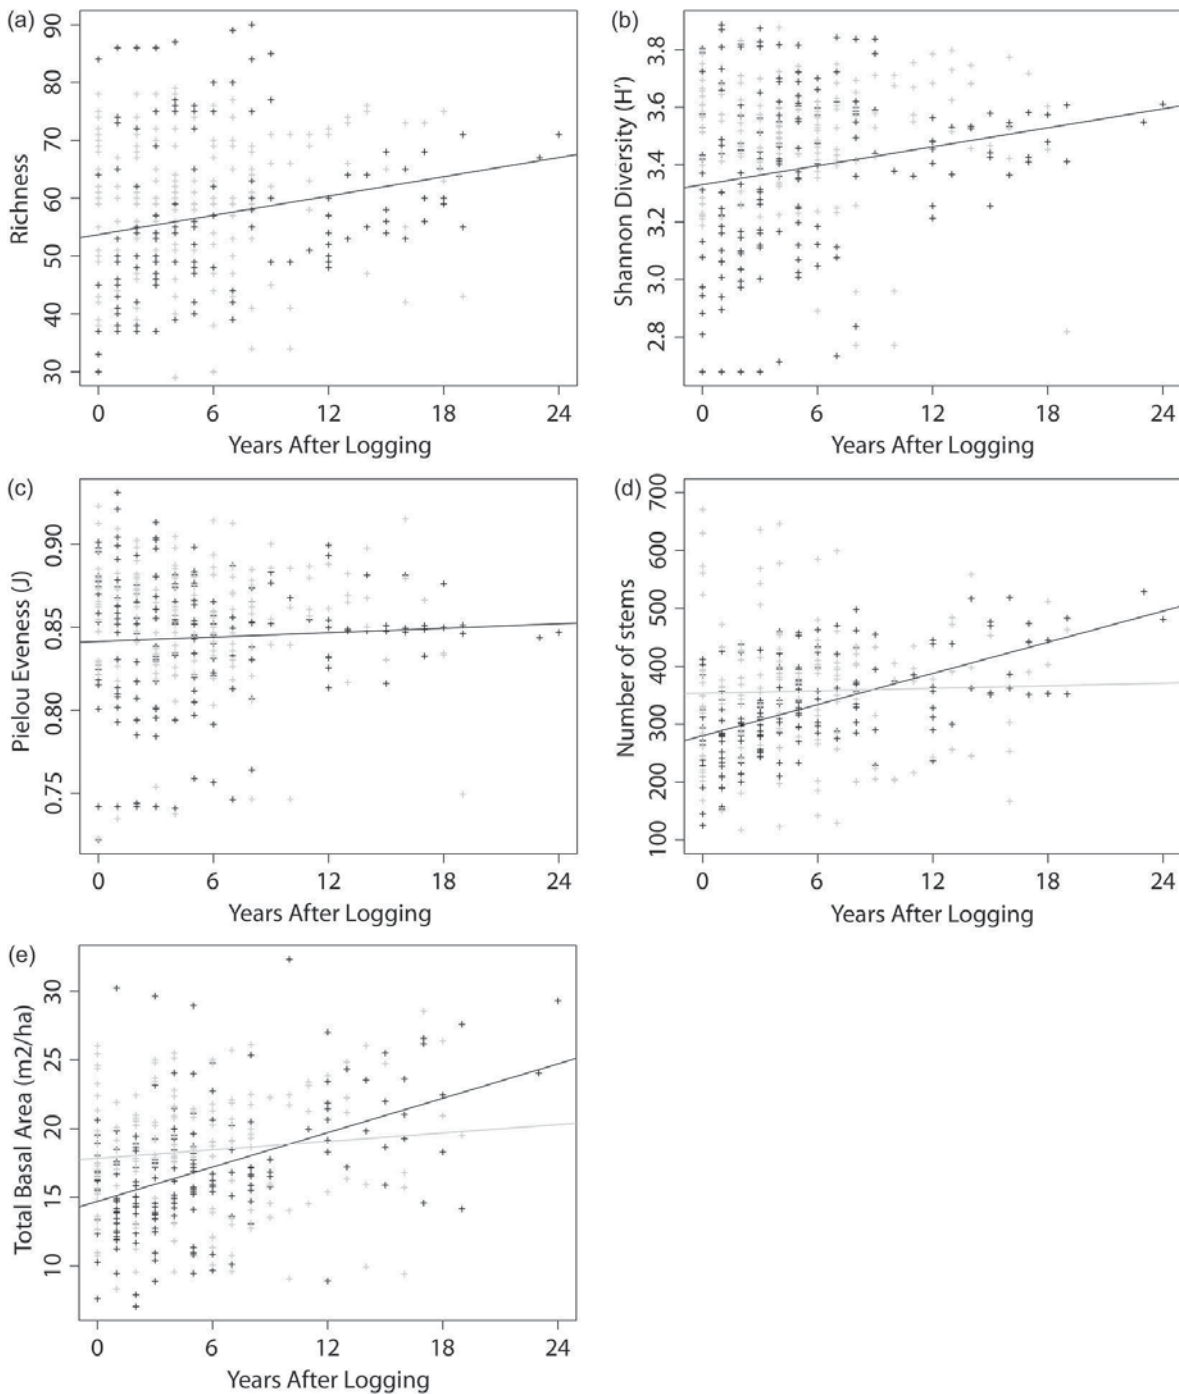 (a)
90
80
70
60
50
40
30
Richness
0 6 12 18 24
Years After Logging
(b)
3.8
3.6
3.4
3.2
3.0
2.8
Shannon Diversity (H')
0 6 12 18 24
Years After Logging
(c)
0.90
0.85
0.80
0.75
Pielou Eveness (J)
0 6 12 18 24
Years After Logging
(d)
700
600
500
400
300
200
100
Number of stems
0 6 12 18 24
Years After Logging
(e)
30
25
20
15
10
Total Basal Area (m2/ha)
0 6 12 18 24
Years After Logging